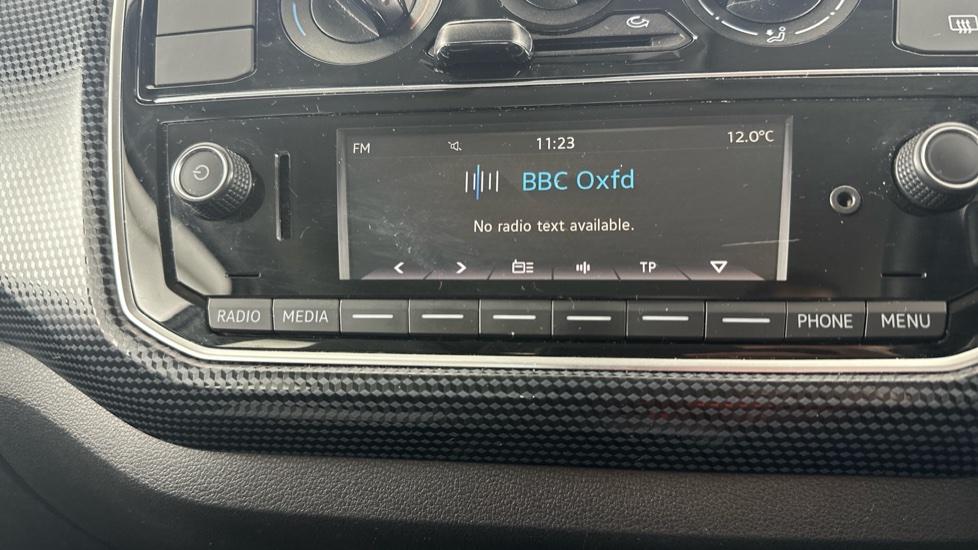 FM 11:23 12.0°C
BBC Oxfd
No radio text available.
< > TP
RADIO MEDIA PHONE MENU